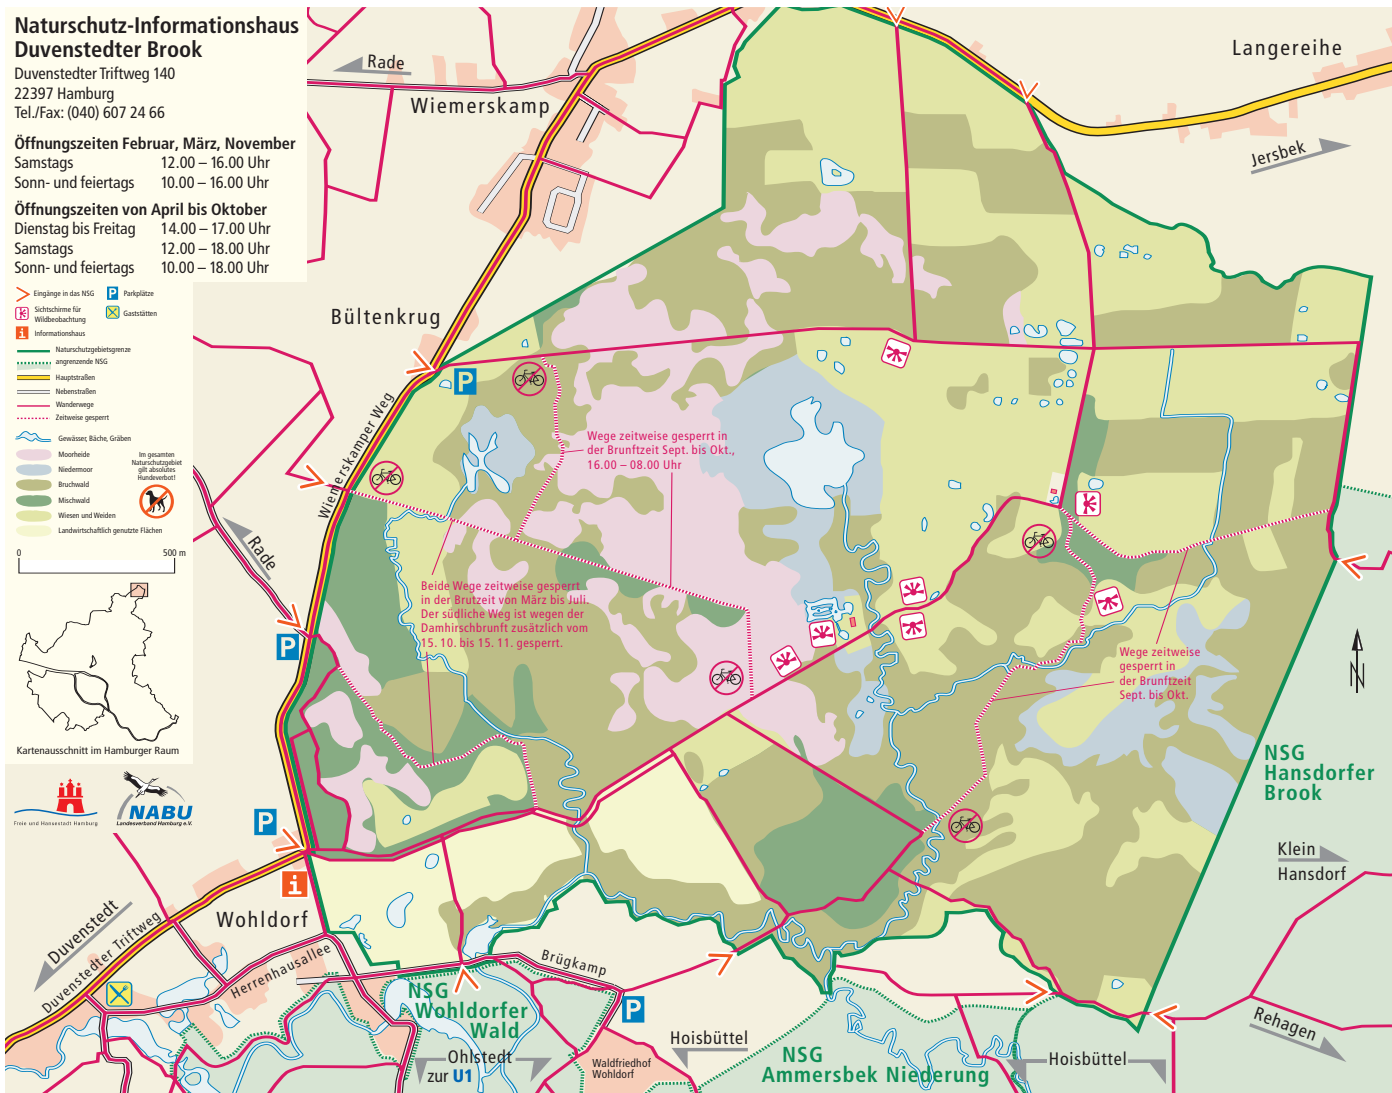 Naturschutz-Informationshaus
Duvenstedter Brook
Duvenstedter Triftweg 140
22397 Hamburg
Tel./Fax: (040) 607 24 66
Öffnungszeiten Februar, März, November
Samstags 12.00 – 16.00 Uhr
Sonn- und feiertags 10.00 – 16.00 Uhr
Öffnungszeiten von April bis Oktober
Dienstag bis Freitag 14.00 – 17.00 Uhr
Samstags 12.00 – 18.00 Uhr
Sonn- und feiertags 10.00 – 18.00 Uhr
Eingänge in das NSG
P Parkplätze
Sichtschirme für
Wildbeobachtung
Gaststätten
i Informationshaus
Naturschutzgebietsgrenze
angrenzende NSG
Hauptstraßen
Nebenstraßen
Wanderwege
Zeitweise gesperrt
Gewässer, Bäche, Gräben
Moorheide
Niedermoor
Bruchwald
Mischwald
Wiesen und Weiden
Landwirtschaftlich genutzte Flächen
Im gesamten
Naturschutzgebiet
gilt absolutes
Hundeverbot!
0 500 m
Kartenausschnitt im Hamburger Raum
Freie und Hansestadt Hamburg
NABU
Landesverband Hamburg e.V.
Rade
Wiemerskamp
Langereihe
Jersbek
Bültenkrug
P
Wiemerskamper Weg
Wege zeitweise gesperrt in
der Brunftzeit Sept. bis Okt.,
16.00 – 08.00 Uhr
Rade
Beide Wege zeitweise gesperrt
in der Brutzeit von März bis Juli.
Der südliche Weg ist wegen der
Damhirschbrunft zusätzlich vom
15. 10. bis 15. 11. gesperrt.
P
Wege zeitweise
gesperrt in
der Brunftzeit
Sept. bis Okt.
N
NSG
Hansdorfer
Brook
P
Klein
Hansdorf
i
Wohldorf
Duvenstedt
Duvenstedter Triftweg
Herrenhausallee
Brügkamp
NSG
Wohldorfer
Wald
P
Hoisbüttel
Ohlstedt
zur U1
Waldfriedhof
Wohldorf
NSG
Ammersbek Niederung
Hoisbüttel
Rehagen